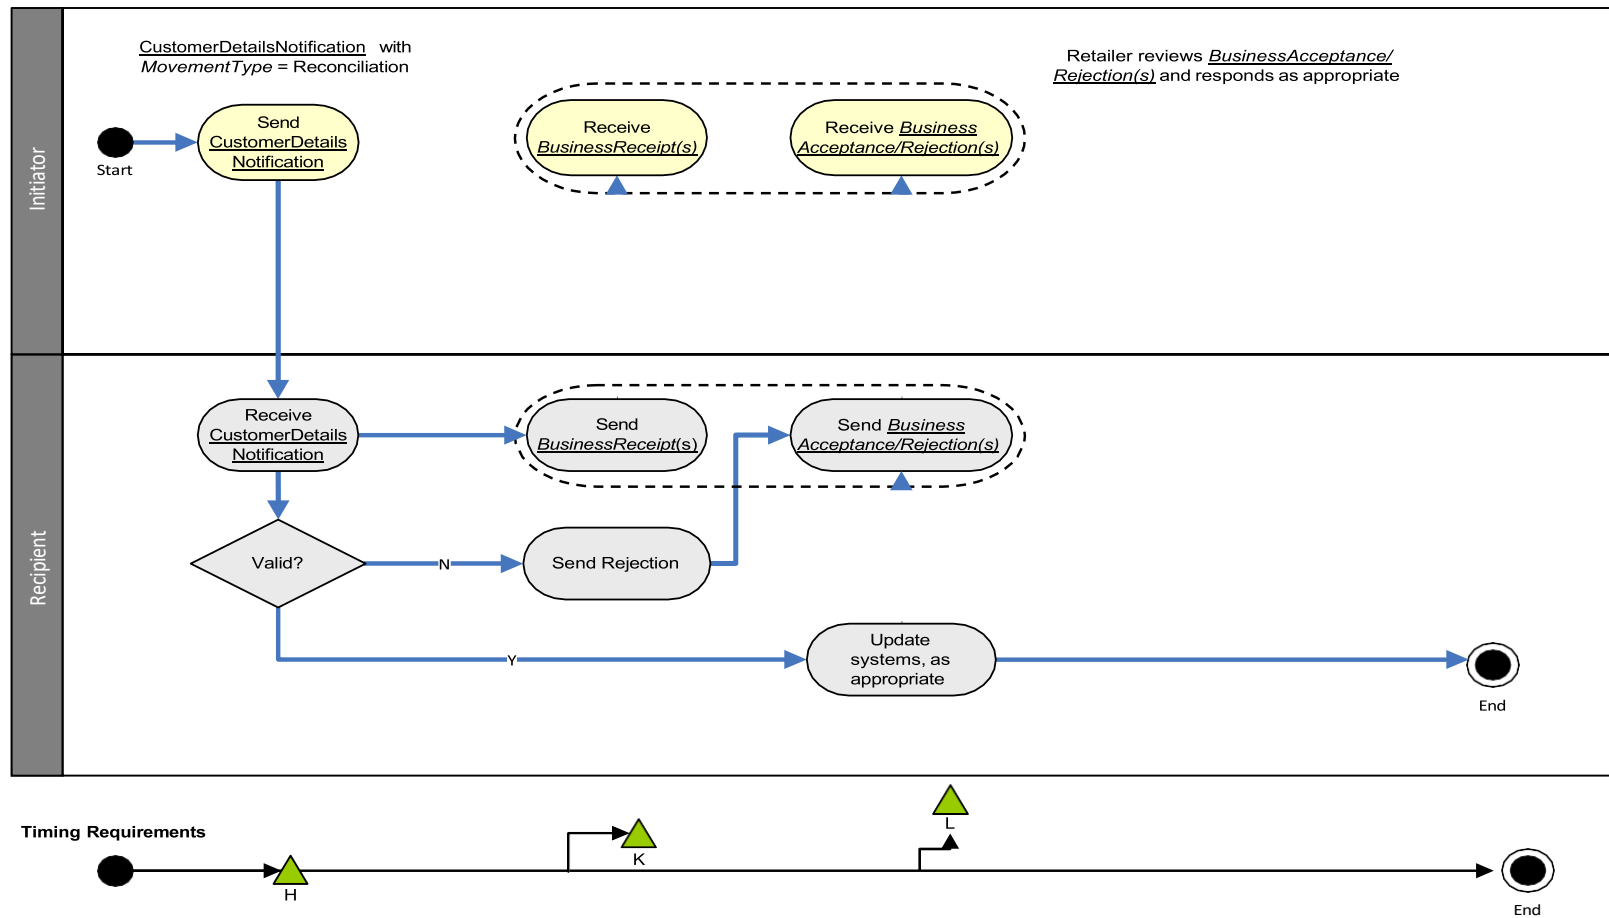 CustomerDetailsNotification with
MovementType = Reconciliation
Retailer reviews BusinessAcceptance/
Rejection(s) and responds as appropriate
Initiator
Start
Send
CustomerDetails
Notification
Receive
BusinessReceipt(s)
Receive Business
Acceptance/Rejection(s)
Recipient
Receive
CustomerDetails
Notification
Send
BusinessReceipt(s)
Send Business
Acceptance/Rejection(s)
Valid?
N
Send Rejection
Y
Update
systems, as
appropriate
End
Timing Requirements
H
K
L
End